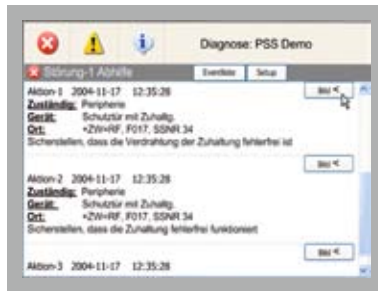 Diagnose: PSS Demo
Störung-1 Abhilfe
Eventliste Setup
Aktion-1 2004-11-17 12:35:28
Bild <
Zuständig: Peripherie
Gerät: Schutztür mit Zuhaltg.
Ort: +ZW+RF, F017, SSNR 34
Sicherstellen, dass die Verdrahtung der Zuhaltung fehlerfrei ist
Bild <
Aktion-2 2004-11-17 12:35:28
Zuständig: Peripherie
Gerät: Schutztür mit Zuhaltg.
Ort: +ZW+RF, F017, SSNR 34
Sicherstellen, dass die Zuhaltung fehlerfrei funktioniert
Bild <
Aktion-3 2004-11-17 12:35:28